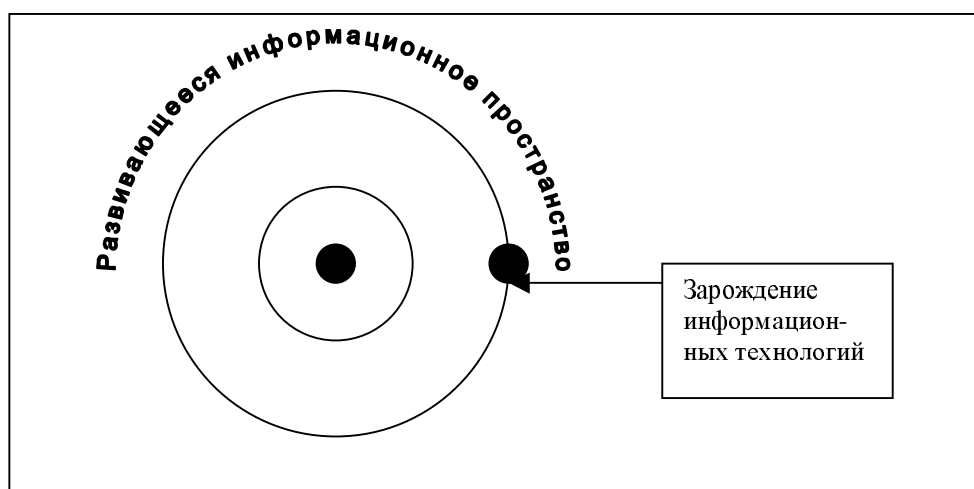 Развивающееся информационное пространство
Зарождение
информацион-
ных технологий